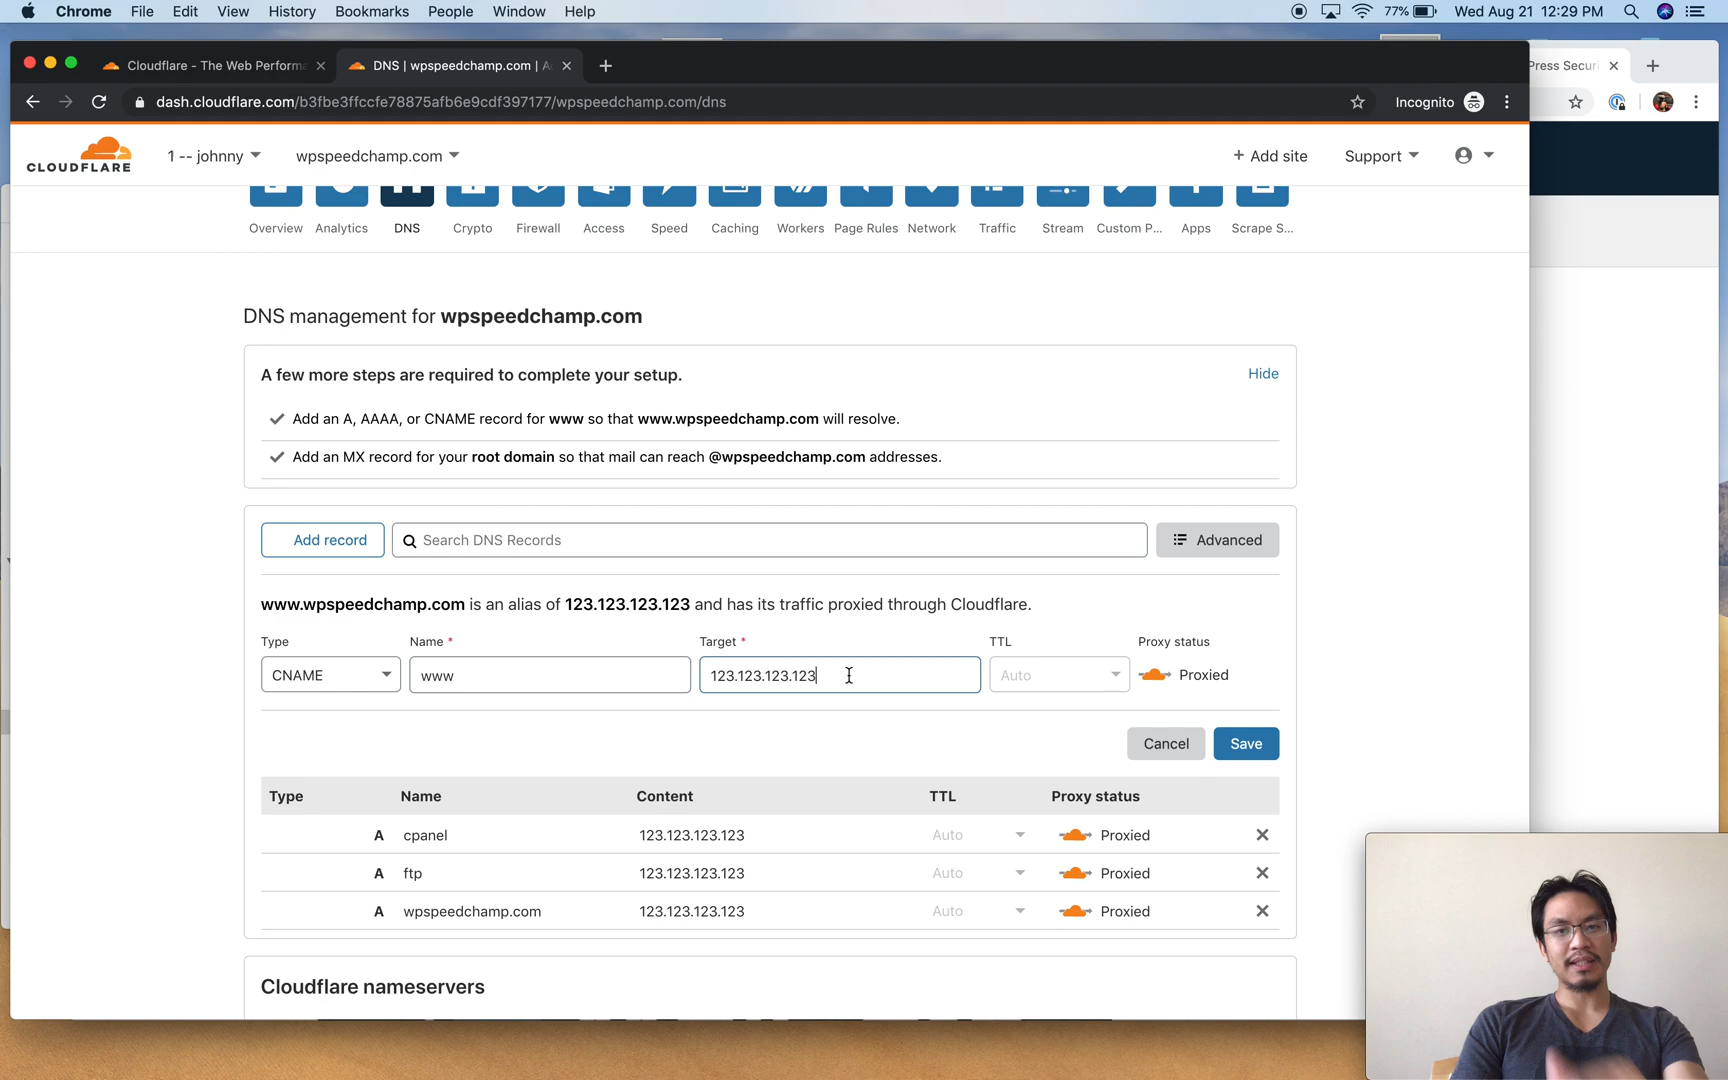 Chrome File Edit View History Bookmarks People Window Help 77% Wed Aug 21 12:29 PM
Cloudflare - The Web Performa DNS | wpspeedchamp.com | A Press Securi
dash.cloudflare.com/b3fbe3ffccfe78875afb6e9cdf397177/wpspeedchamp.com/dns Incognito
CLOUDFLARE 1 -- johnny wpspeedchamp.com + Add site Support
Overview Analytics DNS Crypto Firewall Access Speed Caching Workers Page Rules Network Traffic Stream Custom P... Apps Scrape S...
DNS management for wpspeedchamp.com
A few more steps are required to complete your setup. Hide
Add an A, AAAA, or CNAME record for www so that www.wpspeedchamp.com will resolve.
Add an MX record for your root domain so that mail can reach @wpspeedchamp.com addresses.
Add record Search DNS Records Advanced
www.wpspeedchamp.com is an alias of 123.123.123.123 and has its traffic proxied through Cloudflare.
Type Name * Target * TTL Proxy status
CNAME www 123.123.123.123 Auto Proxied
Cancel Save
Type Name Content TTL Proxy status
A cpanel 123.123.123.123 Auto Proxied
A ftp 123.123.123.123 Auto Proxied
A wpspeedchamp.com 123.123.123.123 Auto Proxied
Cloudflare nameservers